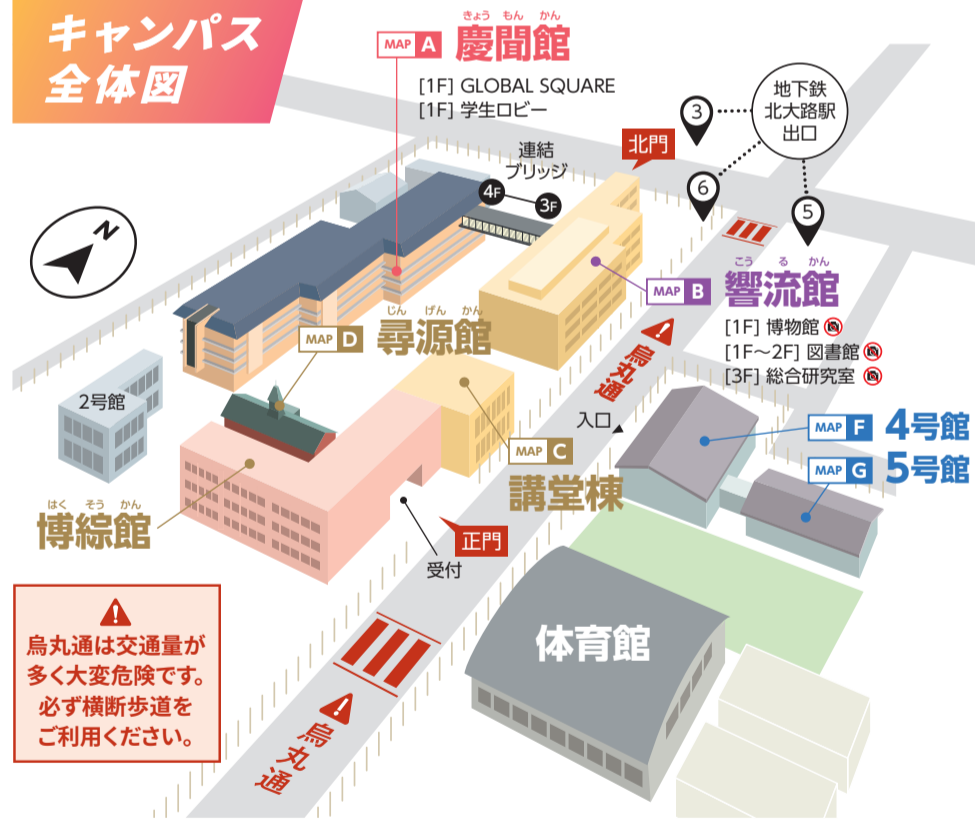 キャンパス
全体図
MAP A
きょう もん かん
慶聞館
[1F] GLOBAL SQUARE
[1F] 学生ロビー
連結
ブリッジ
4F
3F
北門
地下鉄
北大路駅
出口
3
6
5
N
MAP B
こう る かん
響流館
[1F] 博物館
[1F～2F] 図書館
[3F] 総合研究室
MAP D
じん げん かん
尋源館
烏丸通
入口
2号館
MAP C
講堂棟
MAP F
4号館
MAP G
5号館
はく そう かん
博綜館
正門
受付
体育館
烏丸通は交通量が
多く大変危険です。
必ず横断歩道を
ご利用ください。
烏丸通